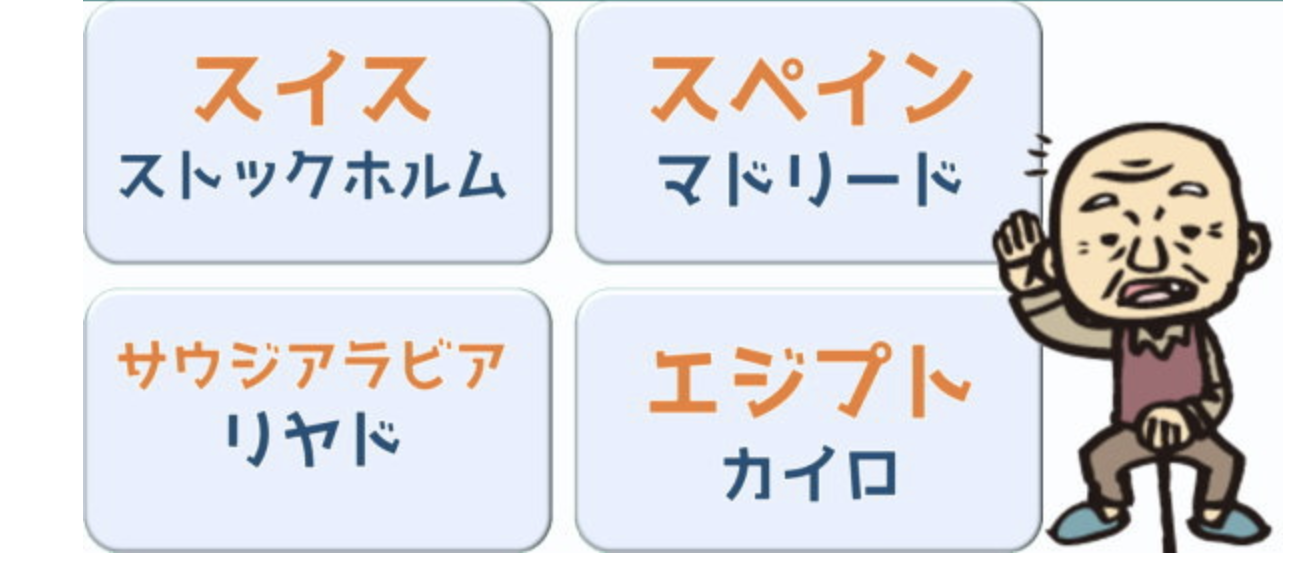 スイス
ストックホルム
スペイン
マドリード
サウジアラビア
リヤド
エジプト
カイロ